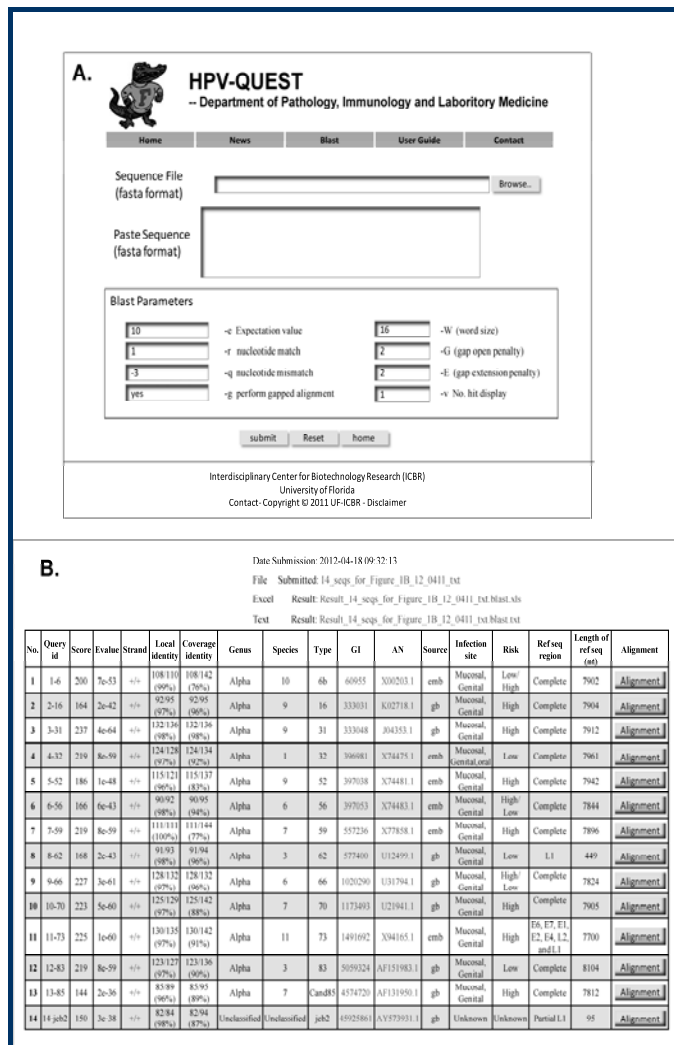 A.
HPV-QUEST
-- Department of Pathology, Immunology and Laboritory Medicine
Home News Blast User Guide Contact
Sequence File
(fasta format)
Browse..
Paste Sequence
(fasta format)
Blast Parameters
10 -e Expectation value 16 -W (word size)
1 -r nucleotide match 2 -G (gap open penalty)
-3 -q nucleotide mismatch 2 -E (gap extension penalty)
yes -g perform gapped alignment 1 -v No. hit display
submit Reset home
Interdisciplinary Center for Biotechnology Research (ICBR)
University of Florida
Contact- Copyright © 2011 UF-ICBR - Disclaimer
B.
Date Submission: 2012-04-18 09:32:13
File Submitted: 14_seqs_for_Figure_1B_12_0411_txt
Excel Result: Result_14_seqs_for_Figure_1B_12_0411_txt.blast.xls
Text Result: Result_14_seqs_for_Figure_1B_12_0411_txt.blast.txt
No. Query id Score Evalue Strand Local identity Coverage identity Genus Species Type GI AN Source Infection site Risk Ref seq region Length of ref seq (nt) Alignment
1 1-6 200 7e-53 +/+ 108/110 (99%) 108/142 (76%) Alpha 10 6b 60955 X00203.1 emb Mucosal, Genital Low/ High Complete 7902 Alignment
2 2-16 164 2e-42 +/+ 92/95 (97%) 92/95 (96%) Alpha 9 16 333031 K02718.1 gb Mucosal, Genital High Complete 7904 Alignment
3 3-31 237 4e-64 +/+ 132/136 (98%) 132/136 (98%) Alpha 9 31 333048 J04353.1 gb Mucosal, Genital High Complete 7912 Alignment
4 4-32 219 8e-59 +/+ 124/128 (97%) 124/134 (92%) Alpha 1 32 396981 X74475.1 emb Mucosal, Genital,oral Low Complete 7961 Alignment
5 5-52 186 1e-48 +/+ 115/121 (96%) 115/137 (83%) Alpha 9 52 397038 X74481.1 emb Mucosal, Genital High Complete 7942 Alignment
6 6-56 166 6e-43 +/+ 90/92 (98%) 90/95 (94%) Alpha 6 56 397053 X74483.1 emb Mucosal, Genital High/ Low Complete 7844 Alignment
7 7-59 219 8e-59 +/+ 111/111 (100%) 111/144 (77%) Alpha 7 59 557236 X77858.1 emb Mucosal, Genital High Complete 7896 Alignment
8 8-62 168 2e-43 +/+ 91/93 (98%) 91/94 (96%) Alpha 3 62 577400 U12499.1 gb Mucosal, Genital Low L1 449 Alignment
9 9-66 227 3e-61 +/+ 128/132 (97%) 128/132 (96%) Alpha 6 66 1020290 U31794.1 gb Mucosal, Genital High/ Low Complete 7824 Alignment
10 10-70 223 5e-60 +/+ 125/129 (97%) 125/142 (88%) Alpha 7 70 1173493 U21941.1 gb Mucosal, Genital High Complete 7905 Alignment
11 11-73 225 1e-60 +/+ 130/135 (97%) 130/142 (91%) Alpha 11 73 1491692 X94165.1 emb Mucosal, Genital High E6, E7, E1, E2, E4, L2, and L1 7700 Alignment
12 12-83 219 8e-59 +/+ 123/127 (97%) 123/136 (90%) Alpha 3 83 5059324 AF151983.1 gb Mucosal, Genital Low Complete 8104 Alignment
13 13-85 144 2e-36 +/+ 85/89 (96%) 85/95 (89%) Alpha 7 Cand85 4574720 AF131950.1 gb Mucosal, Genital High Complete 7812 Alignment
14 14 jeb2 150 3e-38 +/+ 82/84 (98%) 82/94 (87%) Unclassified Unclassified jeb2 45925861 AY573931.1 gb Unknown Unknown Partial L1 95 Alignment